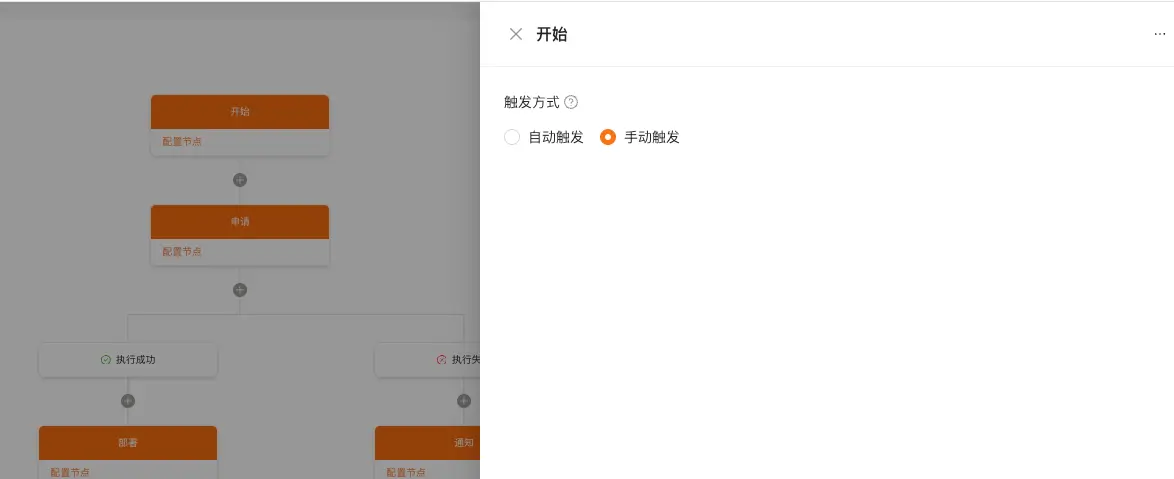 开始
配置节点
申请
配置节点
执行成功
执行失
部署
配置节点
通知
配置节点
开始
触发方式
自动触发
手动触发